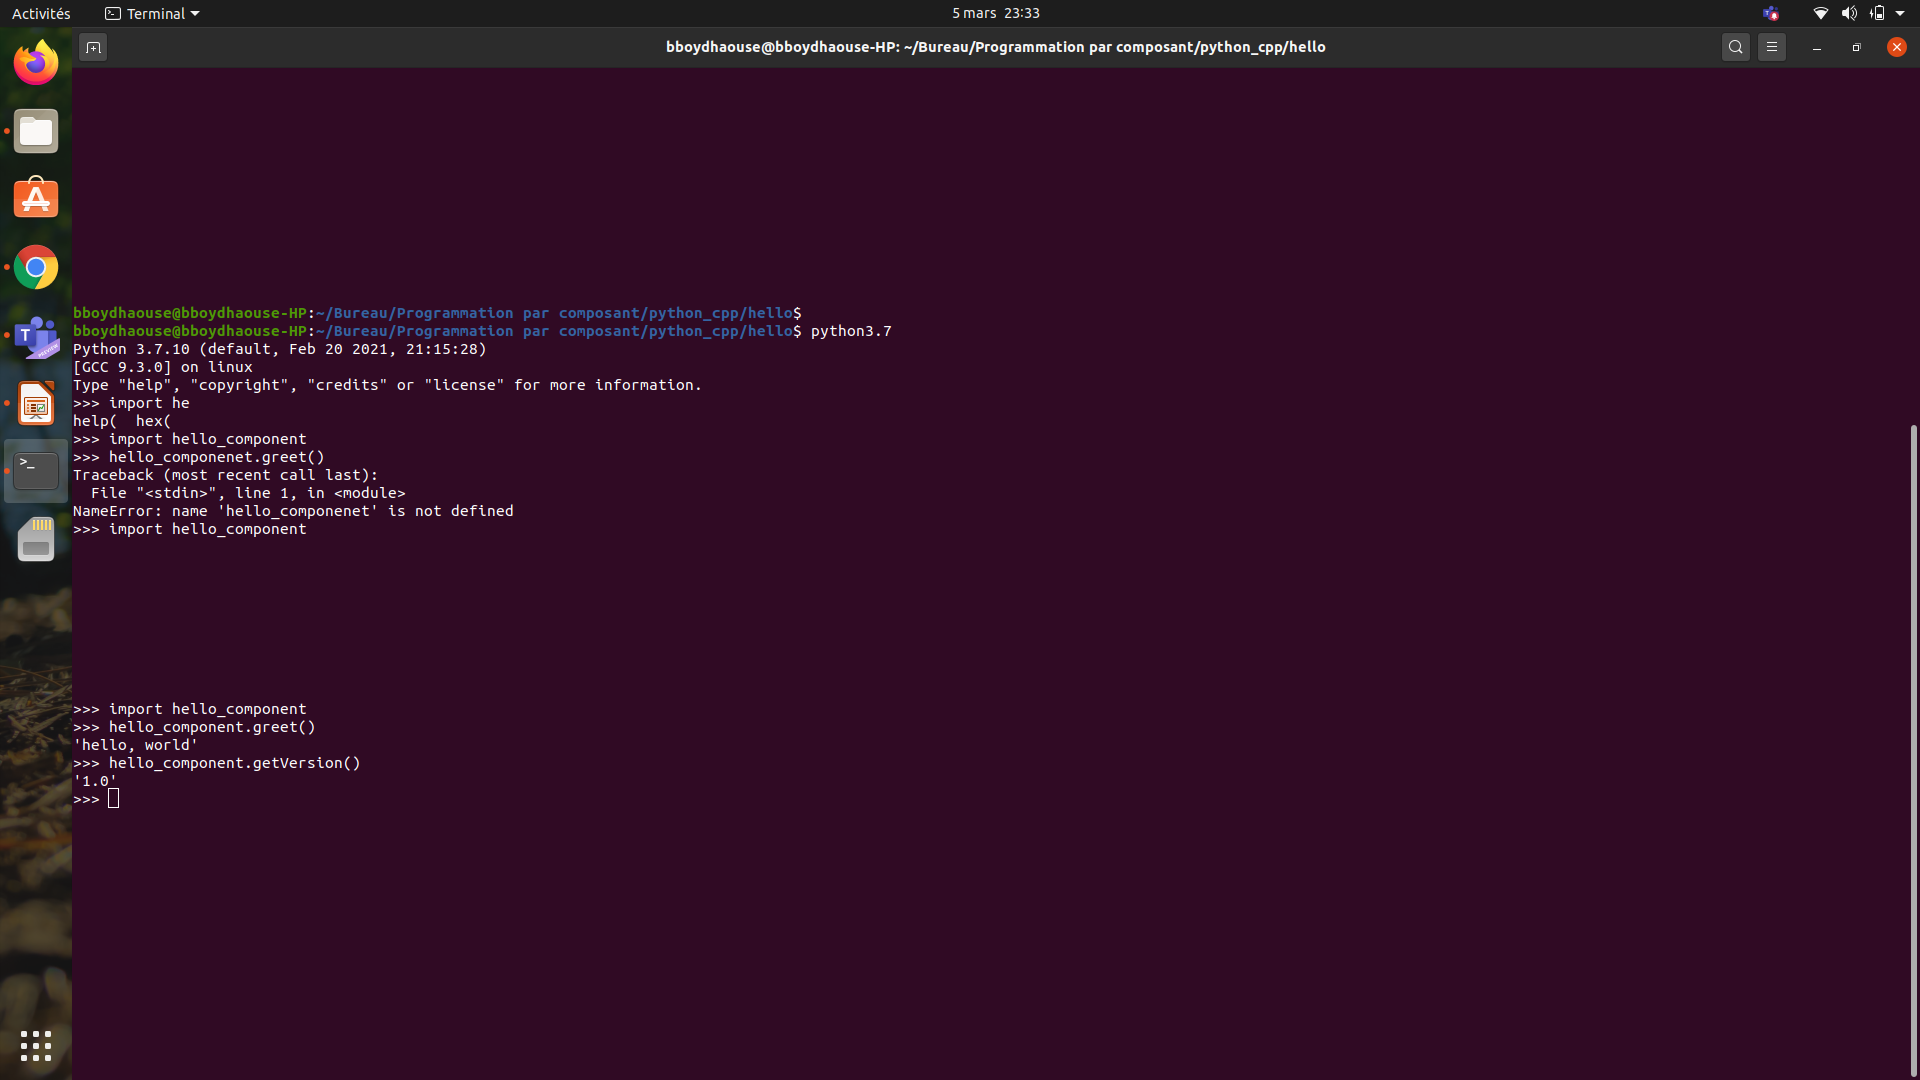 Activités
Terminal
5 mars 23:33
bboydhaouse@bboydhaouse-HP: ~/Bureau/Programmation par composant/python_cpp/hello
bboydhaouse@bboydhaouse-HP:~/Bureau/Programmation par composant/python_cpp/hello$
bboydhaouse@bboydhaouse-HP:~/Bureau/Programmation par composant/python_cpp/hello$ python3.7
Python 3.7.10 (default, Feb 20 2021, 21:15:28)
[GCC 9.3.0] on linux
Type "help", "copyright", "credits" or "license" for more information.
>>> import he
help(  hex(
>>> import hello_component
>>> hello_componenet.greet()
Traceback (most recent call last):
  File "<stdin>", line 1, in <module>
NameError: name 'hello_componenet' is not defined
>>> import hello_component
>>> import hello_component
>>> hello_component.greet()
'hello, world'
>>> hello_component.getVersion()
'1.0'
>>>